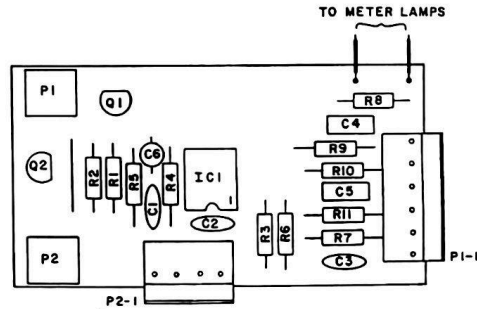 TO METER LAMPS
P1
Q1
R8
C4
Q2
R9
C6
R2
R1
R5
R4
IC1
R10
C5
1
C1
C2
R3
R6
R11
R7
P2
C3
P1-1
P2-1